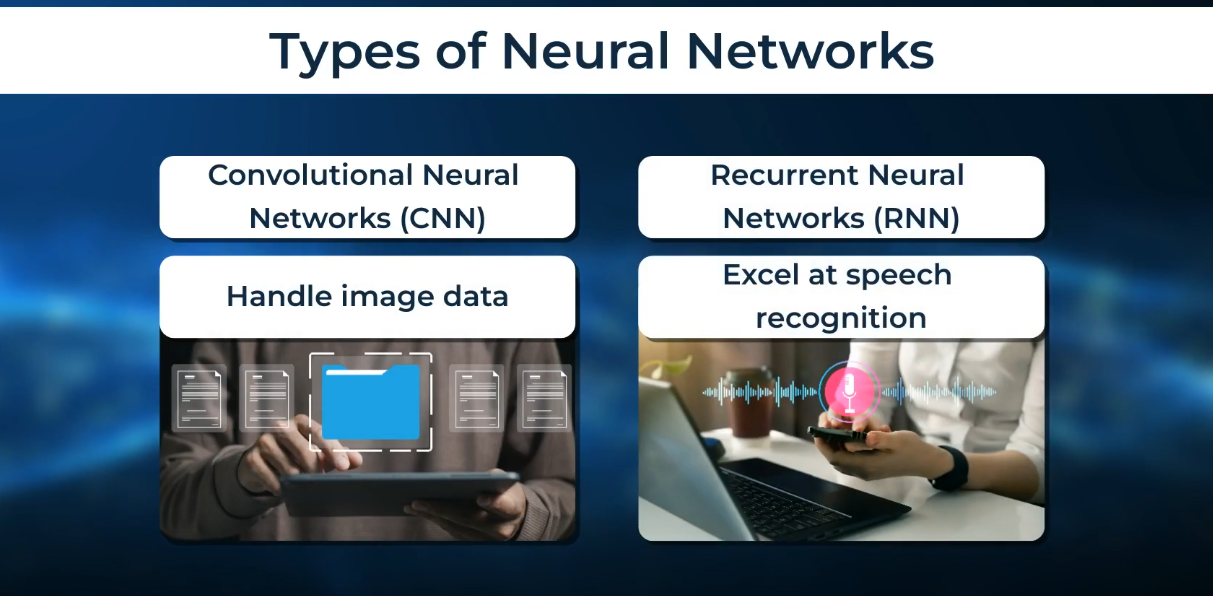 Types of Neural Networks
Convolutional Neural
Networks (CNN)
Handle image data
Recurrent Neural
Networks (RNN)
Excel at speech
recognition